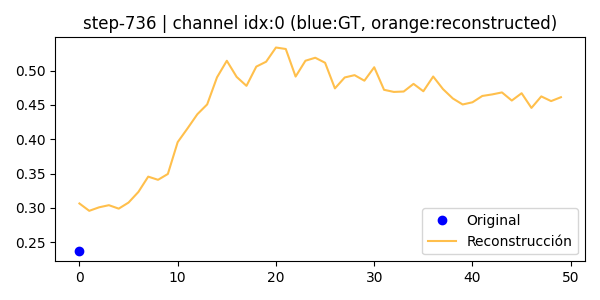 step-736 | channel idx:0 (blue:GT, orange:reconstructed)
0.50
0.45
0.40
0.35
0.30
0.25
0 10 20 30 40 50
Original
Reconstrucción